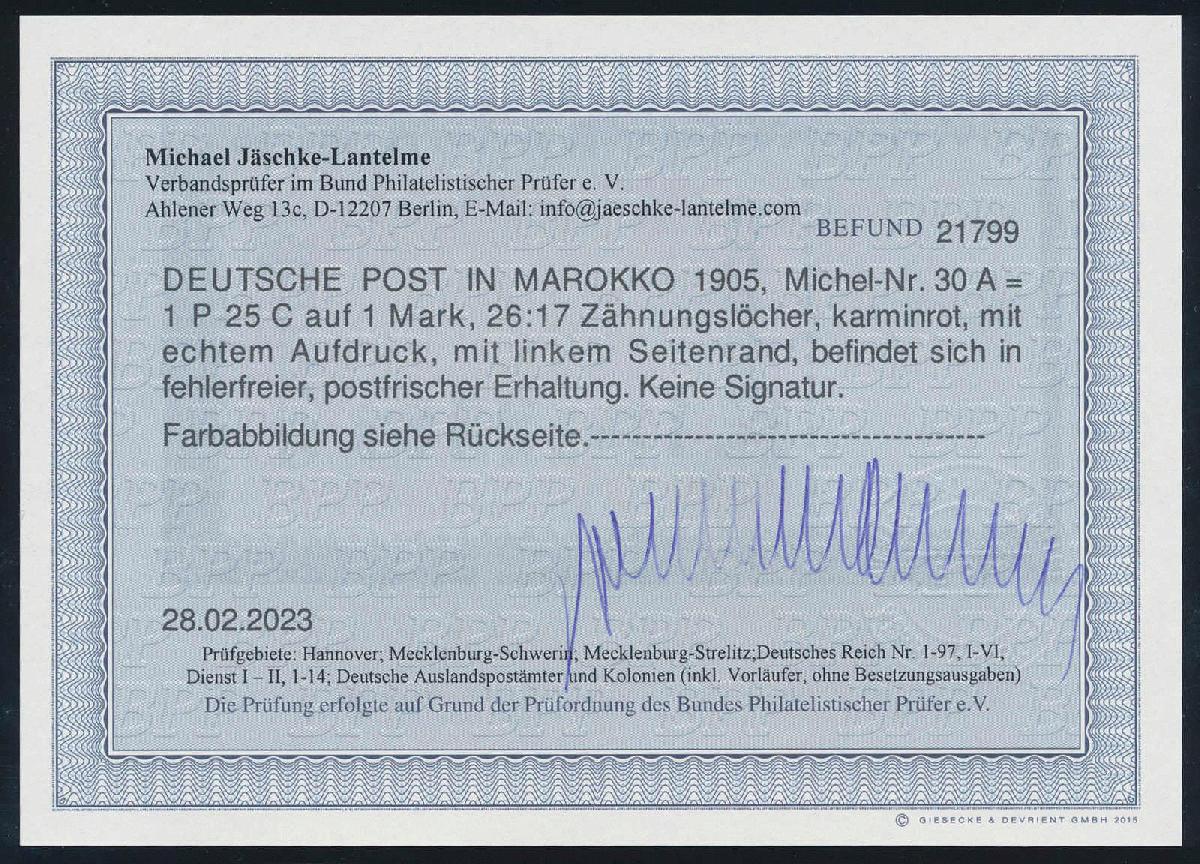 Michael Jäschke-Lantelme
Verbandsprüfer im Bund Philatelistischer Prüfer e. V.
Ahlener Weg 13c, D-12207 Berlin, E-Mail: info@jaeschke-lantelme.com
BEFUND 21799
DEUTSCHE POST IN MAROKKO 1905, Michel-Nr. 30 A =
1 P 25 C auf 1 Mark, 26:17 Zähnungslöcher, karminrot, mit
echtem Aufdruck, mit linkem Seitenrand, befindet sich in
fehlerfreier, postfrischer Erhaltung. Keine Signatur.
Farbabbildung siehe Rückseite.--------------------------------------
28.02.2023
Prüfgebiete: Hannover; Mecklenburg-Schwerin, Mecklenburg-Strelitz;Deutsches Reich Nr. 1-97, I-VI,
Dienst I – II, 1-14; Deutsche Auslandspostämter und Kolonien (inkl. Vorläufer, ohne Besetzungsausgaben)
Die Prüfung erfolgte auf Grund der Prüfordnung des Bundes Philatelistischer Prüfer e.V.
© GIESECKE & DEVRIENT GMBH 2015